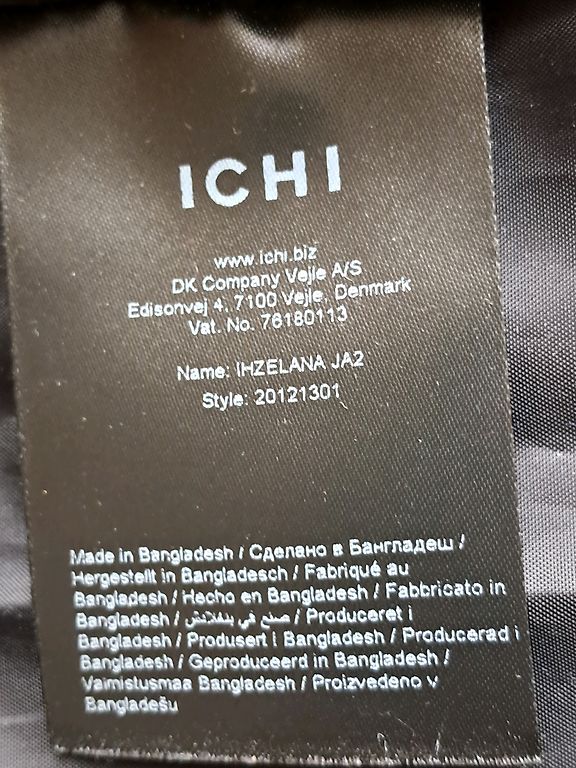 ICHI
www.ichi.biz
DK Company Vejle A/S
Edisonvej 4, 7100 Vejle, Denmark
Vat. No. 76180113
Name: IHZELANA JA2
Style: 20121301
Made in Bangladesh / Сделано в Бангладеш /
Hergestellt in Bangladesch / Fabriqué au
Bangladesh / Hecho en Bangladesh / Fabbricato in
Bangladesh / صنع في بنغلادش / Produceret i
Bangladesh / Produsert i Bangladesh / Producerad i
Bangladesh / Geproduceerd in Bangladesh /
Valmistusmaa Bangladesh / Proizvedeno v
Bangladešu